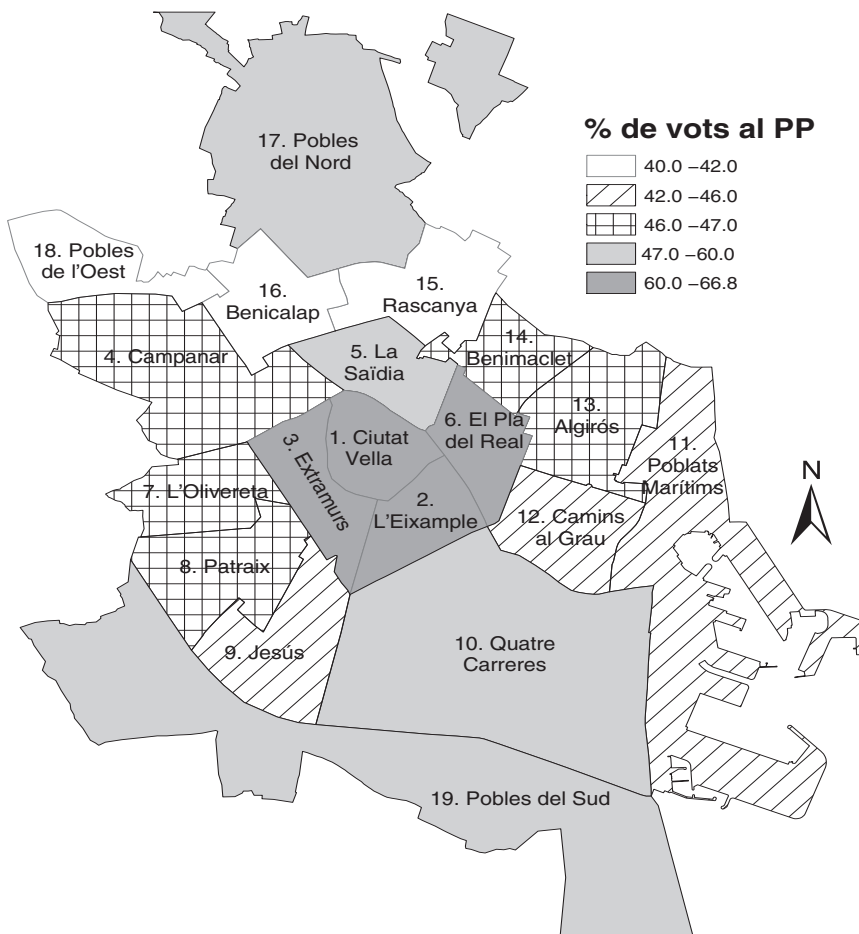 % de vots al PP
40.0 –42.0
42.0 –46.0
46.0 –47.0
47.0 –60.0
60.0 –66.8
17. Pobles
del Nord
18. Pobles
de l'Oest
16.
Benicalap
15.
Rascanya
4. Campanar
5. La
Saïdia
14.
Benimaclet
6. El Pla
del Real
13.
Algirós
11.
Poblats
Marítims
3. Extramurs
1. Ciutat
Vella
2.
L'Eixample
7. L'Olivereta
12. Camins
al Grau
N
8. Patraix
9. Jesús
10. Quatre
Carreres
19. Pobles del Sud